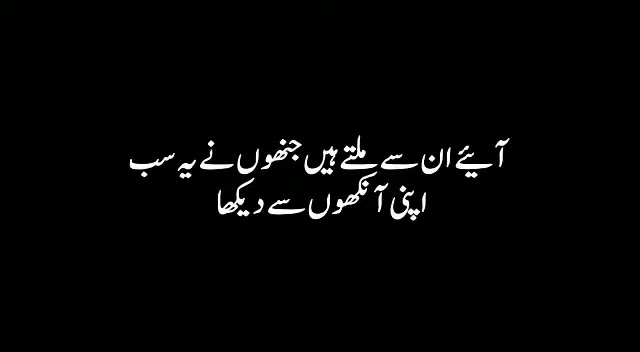 آیئے ان سے ملتے ہیں جنھوں نے یہ سب
اپنی آنکھوں سے دیکھا